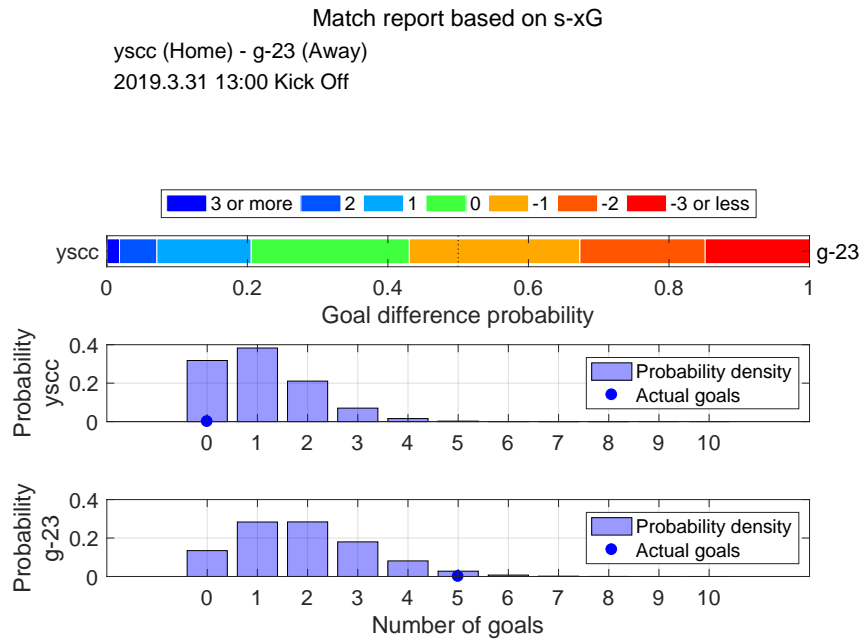 Match report based on s-xG
yscc (Home) - g-23 (Away)
2019.3.31 13:00 Kick Off
3 or more 2 1 0 -1 -2 -3 or less
yscc g-23
0 0.2 0.4 0.6 0.8 1
Goal difference probability
Probability
yscc
0.4
0.2
0
Probability density
Actual goals
0 1 2 3 4 5 6 7 8 9 10
Probability
g-23
0.4
0.2
0
Probability density
Actual goals
0 1 2 3 4 5 6 7 8 9 10
Number of goals